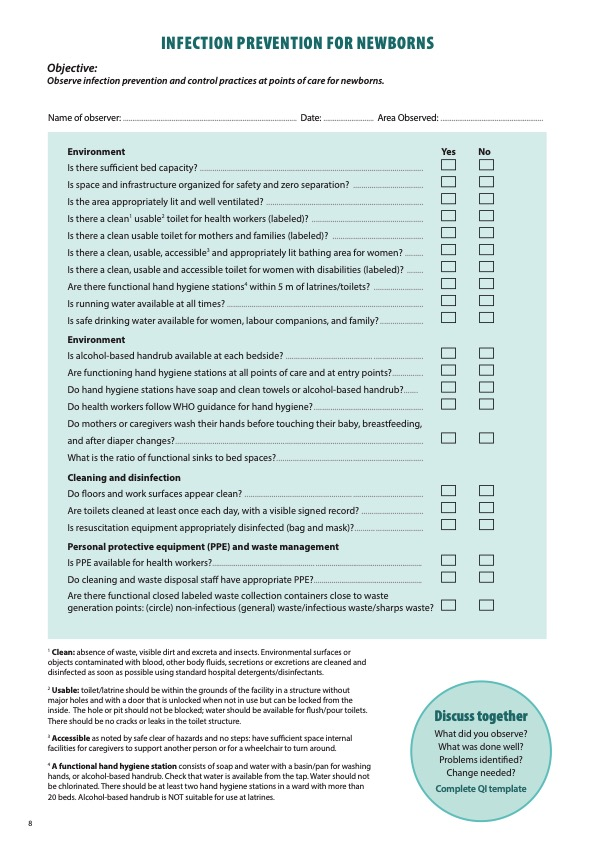 INFECTION PREVENTION FOR NEWBORNS
Objective:
Observe infection prevention and control practices at points of care for newborns.
Name of observer: Date: Area Observed:
Environment Yes No
Is there sufficient bed capacity?
Is space and infrastructure organized for safety and zero separation?
Is the area appropriately lit and well ventilated?
Is there a clean¹ usable² toilet for health workers (labeled)?
Is there a clean usable toilet for mothers and families (labeled)?
Is there a clean, usable, accessible³ and appropriately lit bathing area for women?
Is there a clean, usable and accessible toilet for women with disabilities (labeled)?
Are there functional hand hygiene stations⁴ within 5 m of latrines/toilets?
Is running water available at all times?
Is safe drinking water available for women, labour companions, and family?
Environment
Is alcohol-based handrub available at each bedside?
Are functioning hand hygiene stations at all points of care and at entry points?
Do hand hygiene stations have soap and clean towels or alcohol-based handrub?
Do health workers follow WHO guidance for hand hygiene?
Do mothers or caregivers wash their hands before touching their baby, breastfeeding,
and after diaper changes?
What is the ratio of functional sinks to bed spaces?
Cleaning and disinfection
Do floors and work surfaces appear clean?
Are toilets cleaned at least once each day, with a visible signed record?
Is resuscitation equipment appropriately disinfected (bag and mask)?
Personal protective equipment (PPE) and waste management
Is PPE available for health workers?
Do cleaning and waste disposal staff have appropriate PPE?
Are there functional closed labeled waste collection containers close to waste
generation points: (circle) non-infectious (general) waste/infectious waste/sharps waste?
¹ Clean: absence of waste, visible dirt and excreta and insects. Environmental surfaces or
objects contaminated with blood, other body fluids, secretions or excretions are cleaned and
disinfected as soon as possible using standard hospital detergents/disinfectants.
² Usable: toilet/latrine should be within the grounds of the facility in a structure without
major holes and with a door that is unlocked when not in use but can be locked from the
inside. The hole or pit should not be blocked; water should be available for flush/pour toilets.
There should be no cracks or leaks in the toilet structure.
³ Accessible as noted by safe clear of hazards and no steps: have sufficient space internal
facilities for caregivers to support another person or for a wheelchair to turn around.
⁴ A functional hand hygiene station consists of soap and water with a basin/pan for washing
hands, or alcohol-based handrub. Check that water is available from the tap. Water should not
be chlorinated. There should be at least two hand hygiene stations in a ward with more than
20 beds. Alcohol-based handrub is NOT suitable for use at latrines.
Discuss together
What did you observe?
What was done well?
Problems identified?
Change needed?
Complete QI template
8